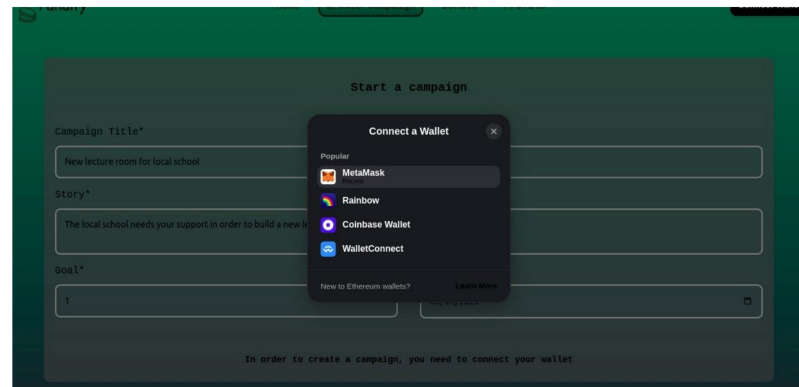 Start a campaign
Campaign Title*
New lecture room for local school
Story*
The local school needs your support in order to build a new le
Goal*
1
In order to create a campaign, you need to connect your wallet
Connect a Wallet
Popular
MetaMask
Recent
Rainbow
Coinbase Wallet
WalletConnect
New to Ethereum wallets?
Learn More